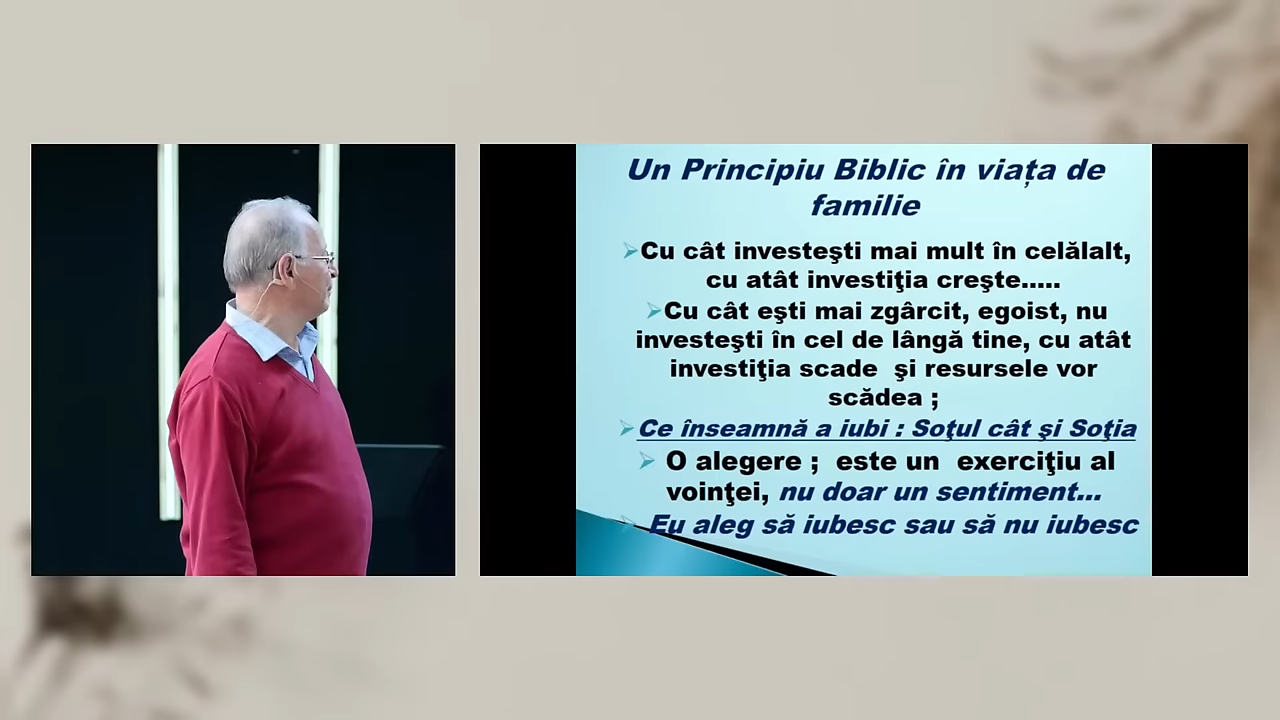 Un Principiu Biblic în viața de
familie
Cu cât investeşti mai mult în celălalt,
cu atât investiţia creşte.....
Cu cât eşti mai zgârcit, egoist, nu
investeşti în cel de lângă tine, cu atât
investiţia scade şi resursele vor
scădea ;
Ce înseamnă a iubi : Soţul cât şi Soţia
O alegere ; este un exerciţiu al
voinţei, nu doar un sentiment...
Eu aleg să iubesc sau să nu iubesc